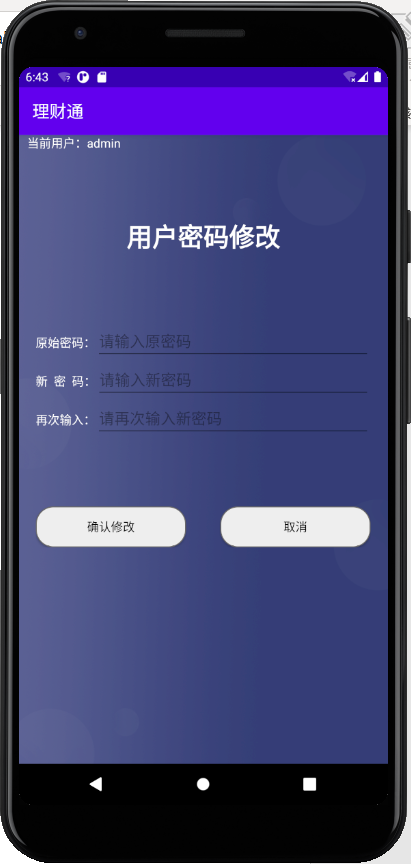 6:43
理财通
当前用户：admin
用户密码修改
原始密码： 请输入原密码
新 密 码： 请输入新密码
再次输入： 请再次输入新密码
确认修改 取消